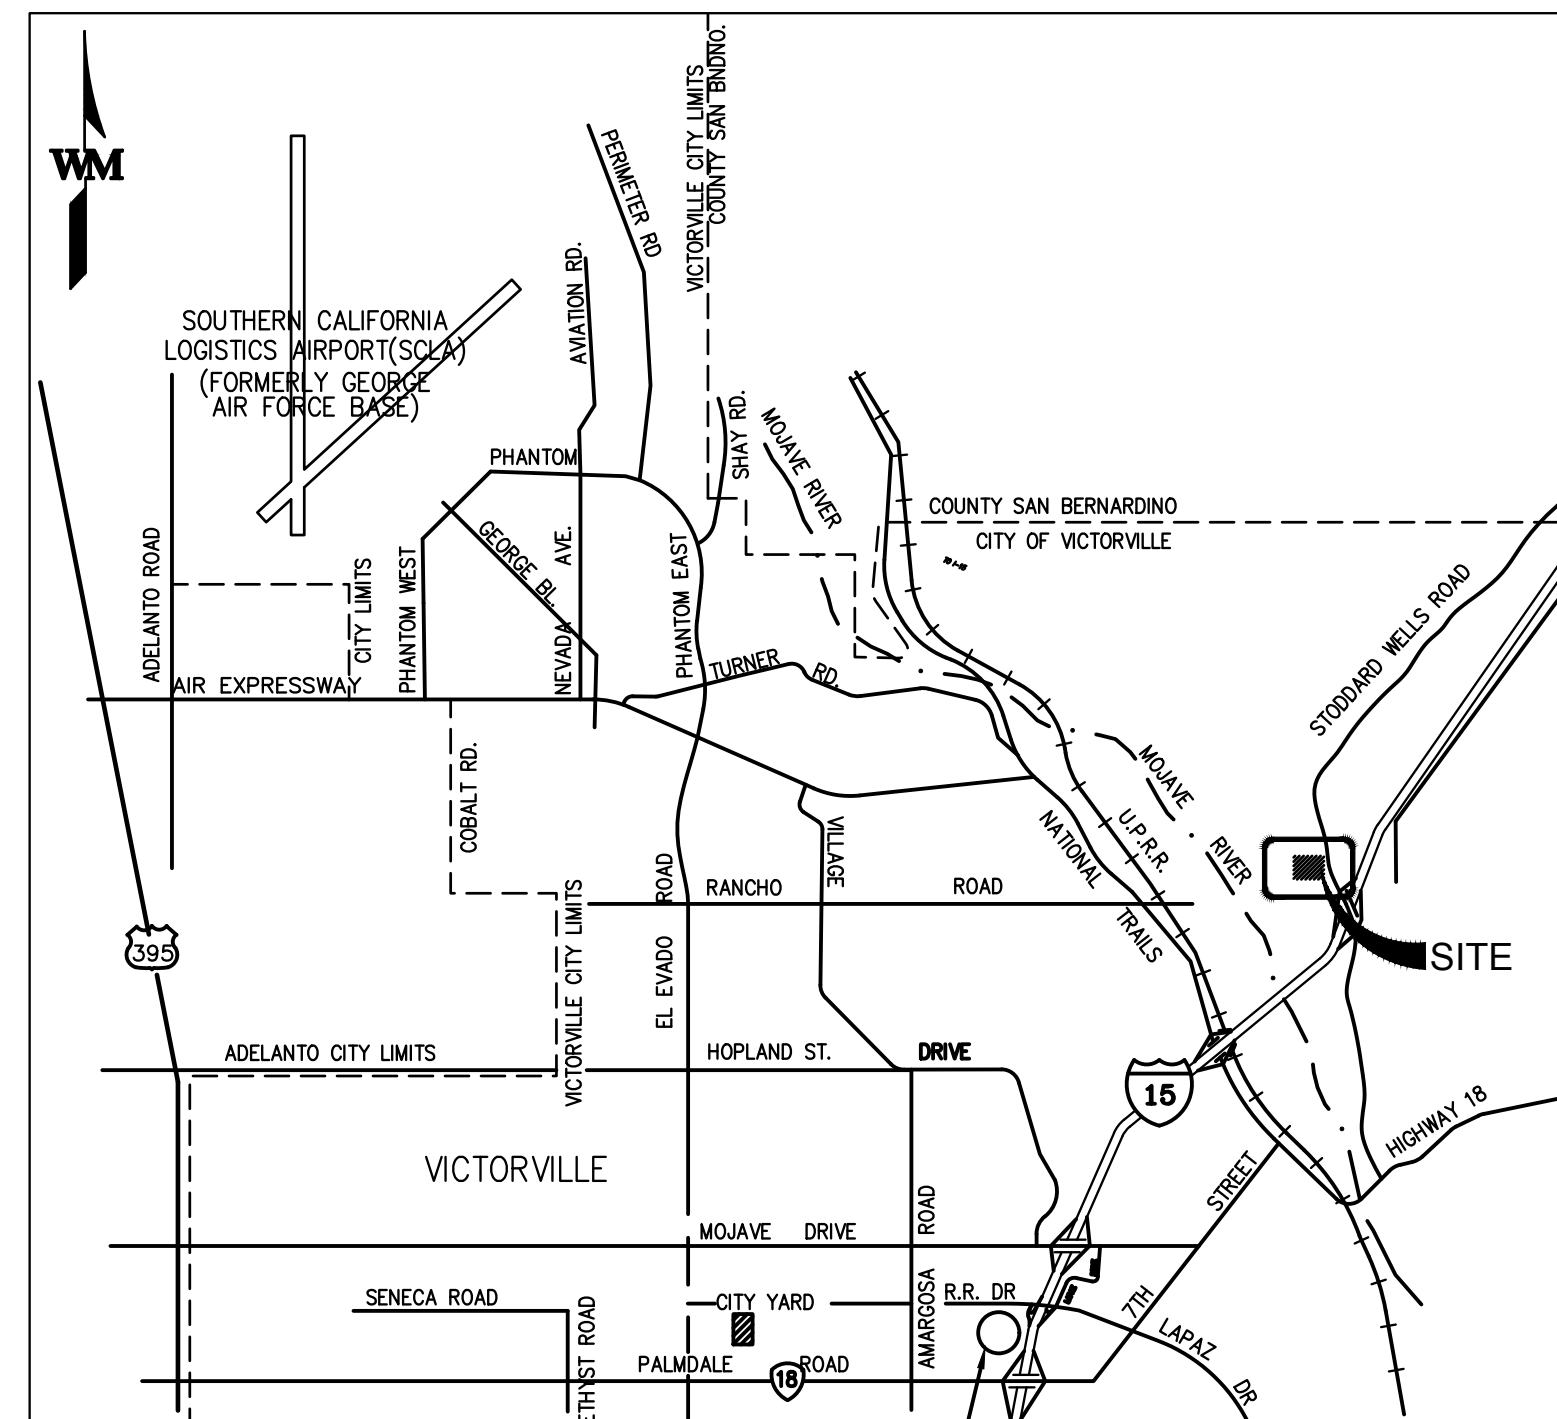 VICTORVILLE CITY LIMITS
COUNTY SAN BNDNO.
WM
PERIMETER RD
AVIATION RD.
SOUTHERN CALIFORNIA
LOGISTICS AIRPORT(SCLA)
(FORMERLY GEORGE
AIR FORCE BASE)
SHAY RD.
MOJAVE RIVER
PHANTOM
COUNTY SAN BERNARDINO
CITY OF VICTORVILLE
TO I-15
GEORGE BL.
ADELANTO ROAD
CITY LIMITS
PHANTOM WEST
NEVADA AVE.
PHANTOM EAST
STODDARD WELLS ROAD
TURNER RD.
AIR EXPRESSWAY
COBALT RD.
MOJAVE RIVER
U.P.R.R.
NATIONAL TRAILS
VILLAGE
RANCHO ROAD
EL EVADO ROAD
VICTORVILLE CITY LIMITS
395
SITE
ADELANTO CITY LIMITS
HOPLAND ST.
DRIVE
15
HIGHWAY 18
VICTORVILLE
7TH STREET
MOJAVE DRIVE
AMARGOSA ROAD
SENECA ROAD
CITY YARD
R.R. DR
LAPAZ DR
ETHYST ROAD
PALMDALE ROAD
18